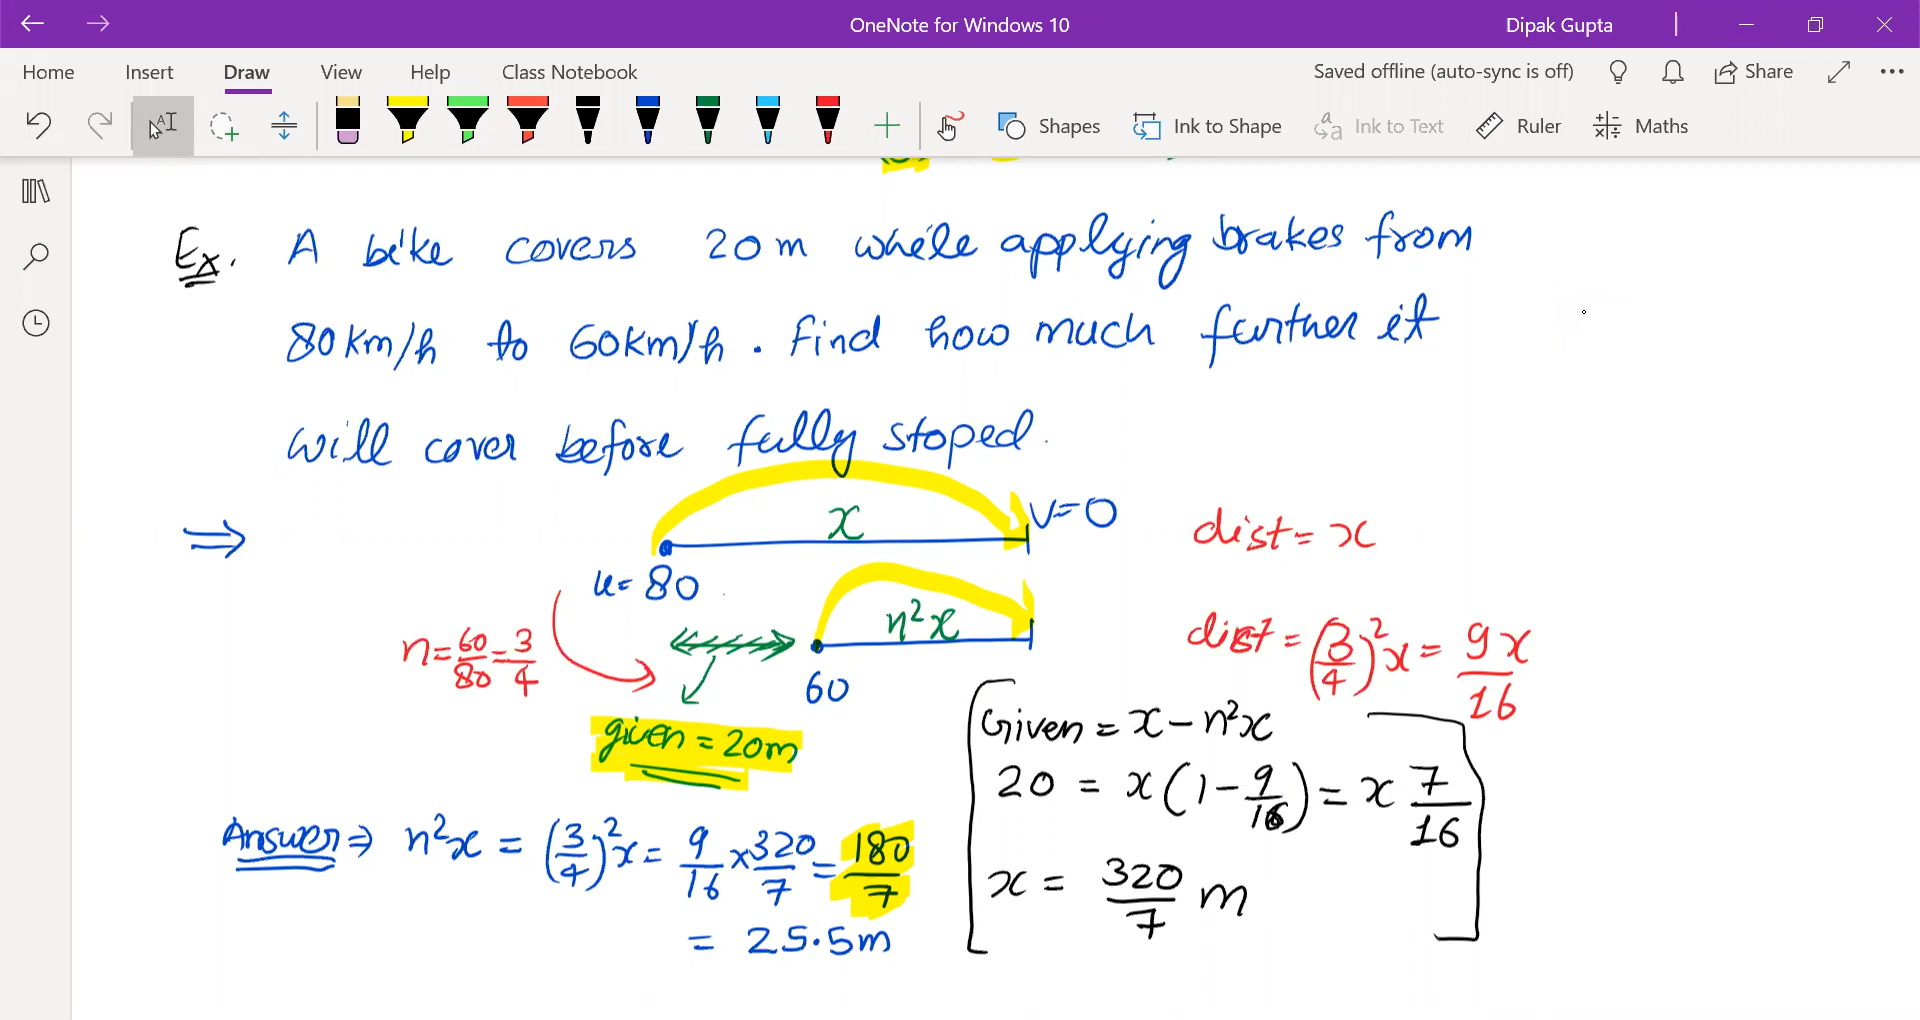 OneNote for Windows 10
Dipak Gupta
Home Insert Draw View Help Class Notebook
Saved offline (auto-sync is off) Share
Shapes Ink to Shape Ink to Text Ruler Maths
Ex. A bike covers 20m while applying brakes from
80km/h to 60km/h. Find how much further it
will cover before fully stoped.
⇒
x
v=0
u=80
dist = x
n²x
60
n = 60/80 = 3/4
given = 20m
dist² = (3/4)²x = 9x/16
Given = x - n²x
20 = x(1 - 9/16) = x 7/16
x = 320/7 m
Answer ⇒ n²x = (3/4)²x = 9/16 × 320/7 = 180/7
= 25.5m